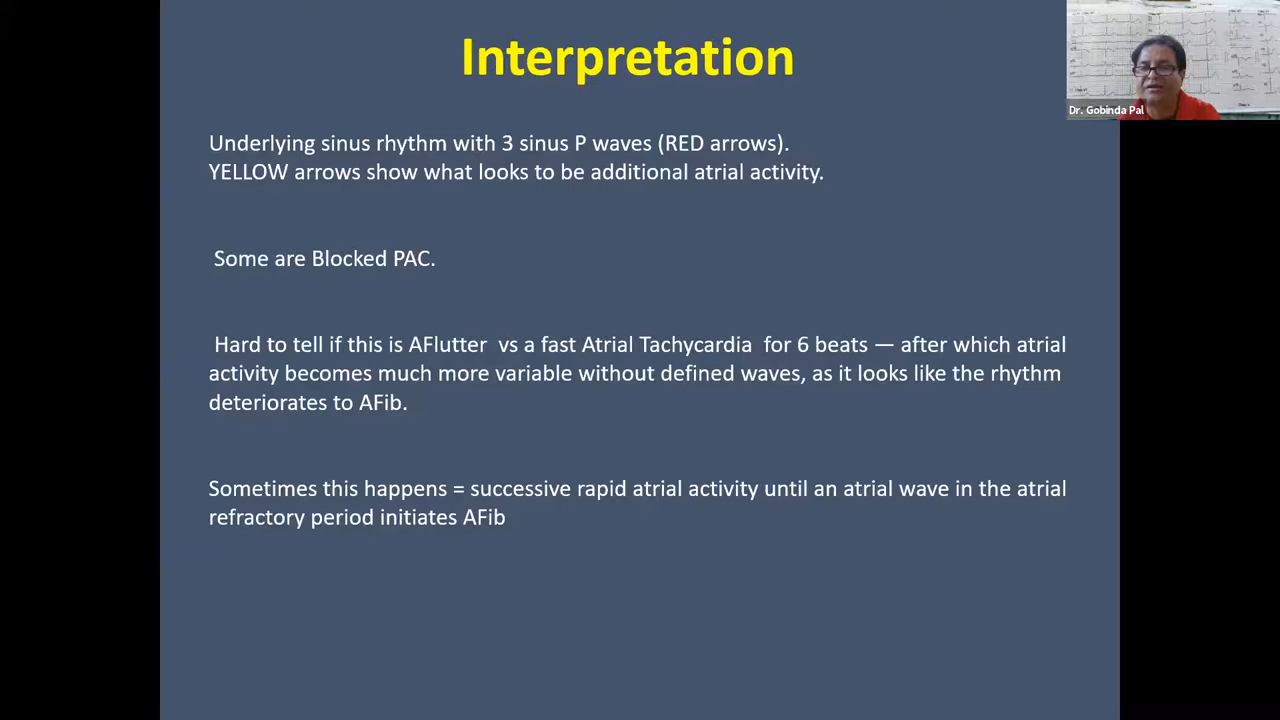 Interpretation
Dr. Gobinda Pal
Underlying sinus rhythm with 3 sinus P waves (RED arrows).
YELLOW arrows show what looks to be additional atrial activity.
Some are Blocked PAC.
Hard to tell if this is AFlutter vs a fast Atrial Tachycardia for 6 beats — after which atrial
activity becomes much more variable without defined waves, as it looks like the rhythm
deteriorates to AFib.
Sometimes this happens = successive rapid atrial activity until an atrial wave in the atrial
refractory period initiates AFib